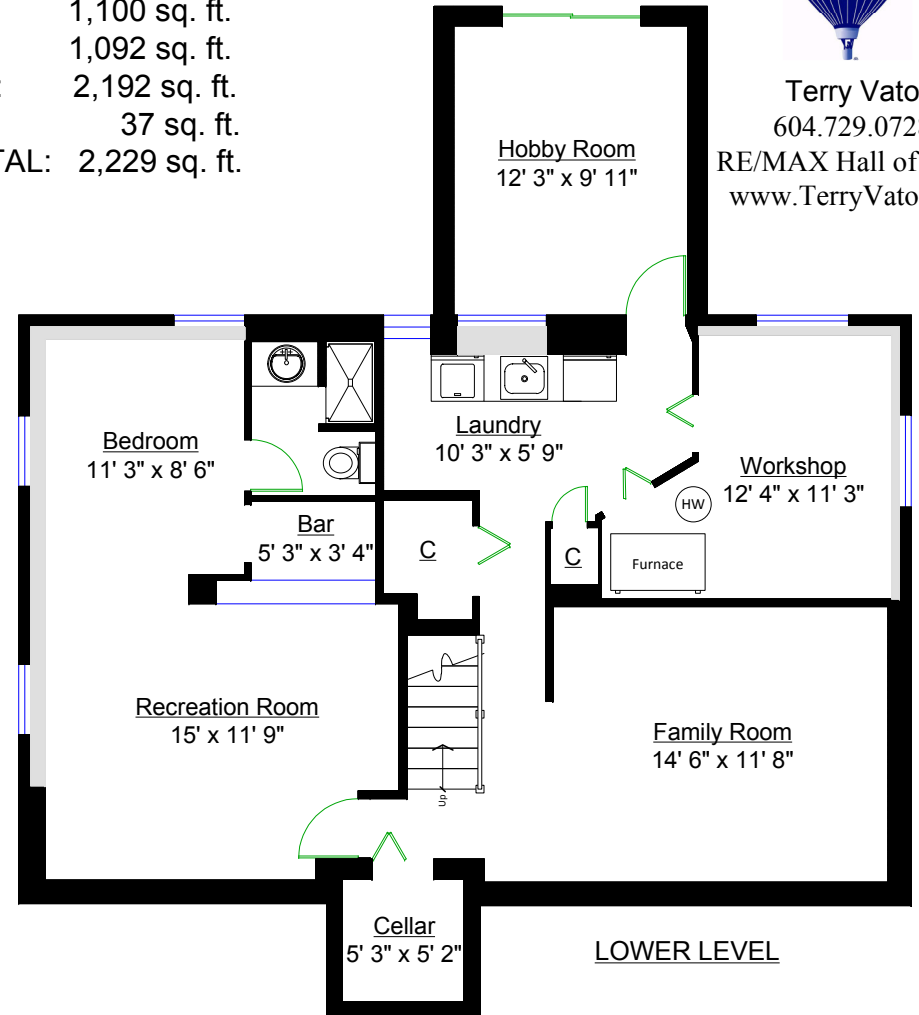 1,100 sq. ft.
1,092 sq. ft.
: 2,192 sq. ft.
37 sq. ft.
TAL: 2,229 sq. ft.
Terry Vato
604.729.072
RE/MAX Hall of
www.TerryVato
Hobby Room
12' 3" x 9' 11"
Bedroom
11' 3" x 8' 6"
Laundry
10' 3" x 5' 9"
Workshop
12' 4" x 11' 3"
HW
Bar
5' 3" x 3' 4"
C
C
Furnace
Recreation Room
15' x 11' 9"
Family Room
14' 6" x 11' 8"
Up
Cellar
5' 3" x 5' 2"
LOWER LEVEL